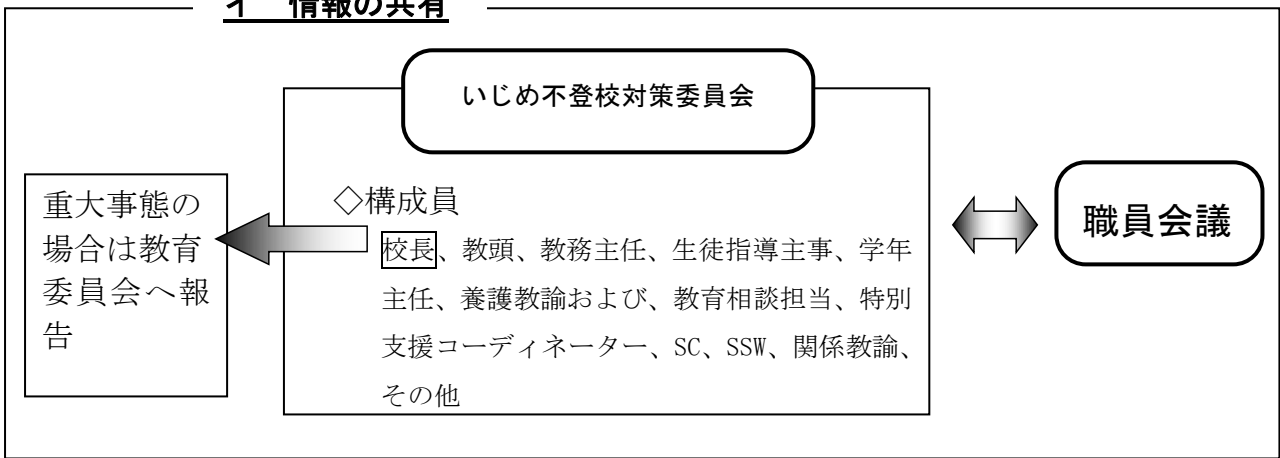 イ 情報の共有
いじめ不登校対策委員会
重大事態の
場合は教育
委員会へ報
告
◇構成員
校長、教頭、教務主任、生徒指導主事、学年
主任、養護教諭および、教育相談担当、特別
支援コーディネーター、SC、SSW、関係教諭、
その他
職員会議